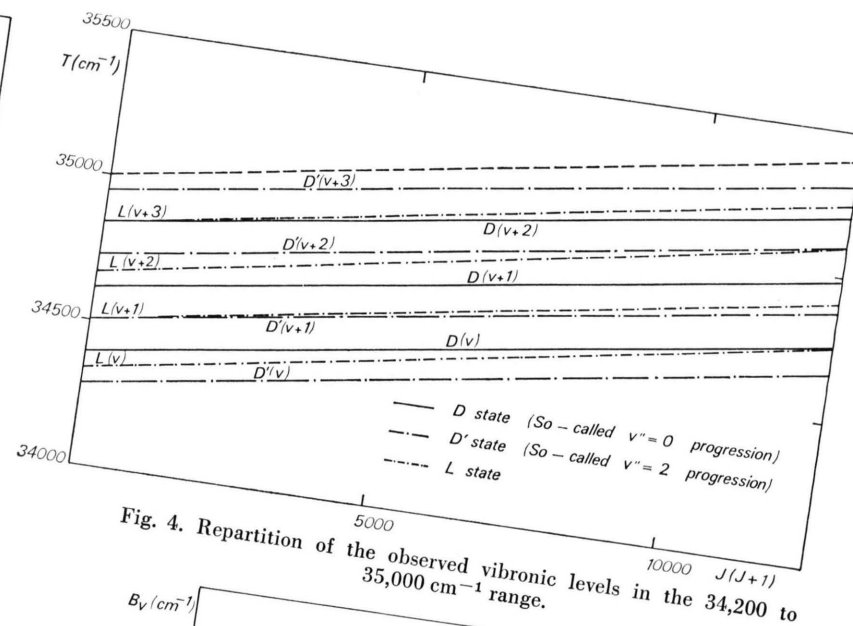 35500
T(cm⁻¹)
35000
D'(v+3)
L(v+3)
D(v+2)
D'(v+2)
L(v+2)
D(v+1)
34500
L(v+1)
D'(v+1)
D(v)
L(v)
D'(v)
D state (So-called v"=0 progression)
D' state (So-called v"=2 progression)
L state
34000
5000
10000 J(J+1)
Fig. 4. Repartition of the observed vibronic levels in the 34,200 to
35,000 cm⁻¹ range.
Bᵥ (cm⁻¹)